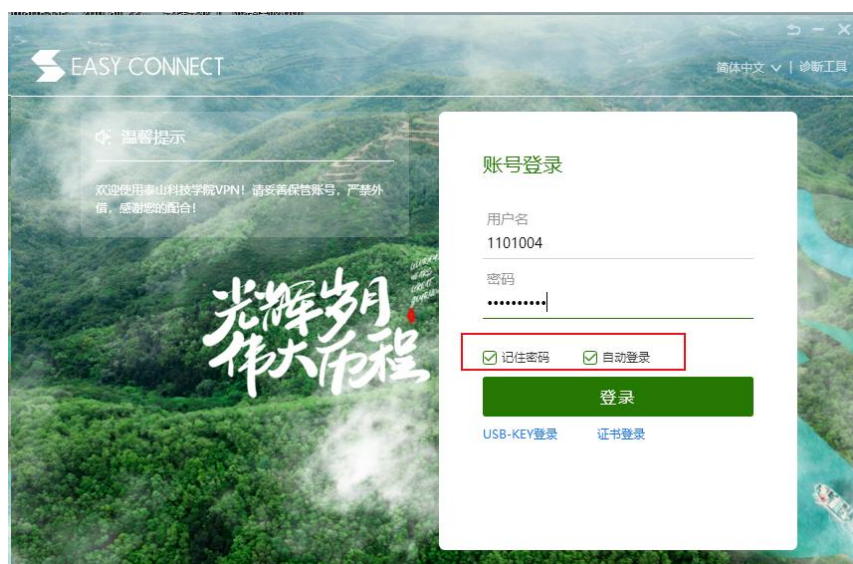 EASY CONNECT
简体中文 | 诊断工具
温馨提示
欢迎使用泰山科技学院VPN！请妥善保管账号，严禁外
借，感谢您的配合！
光辉岁月
伟大历程
账号登录
用户名
1101004
密码
••••••••••
记住密码 自动登录
登录
USB-KEY登录 证书登录